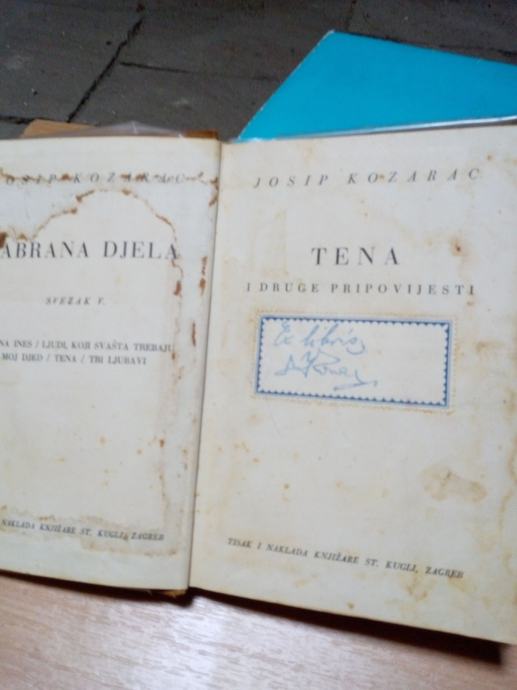 JOSIP KOZARAC
ABRANA DJELA
SVEZAK V.
NA INES / LJUDI, KOJI SVAŠTA TREBAJU
MOJ DJED / TENA / TRI LJUBAVI
NAKLADA KNJIŽARE ST. KUGLI, ZAGREB
JOSIP KOZARAC
TENA
I DRUGE PRIPOVIJESTI
Ex libris
TISAK I NAKLADA KNJIŽARE ST. KUGLI, ZAGREB